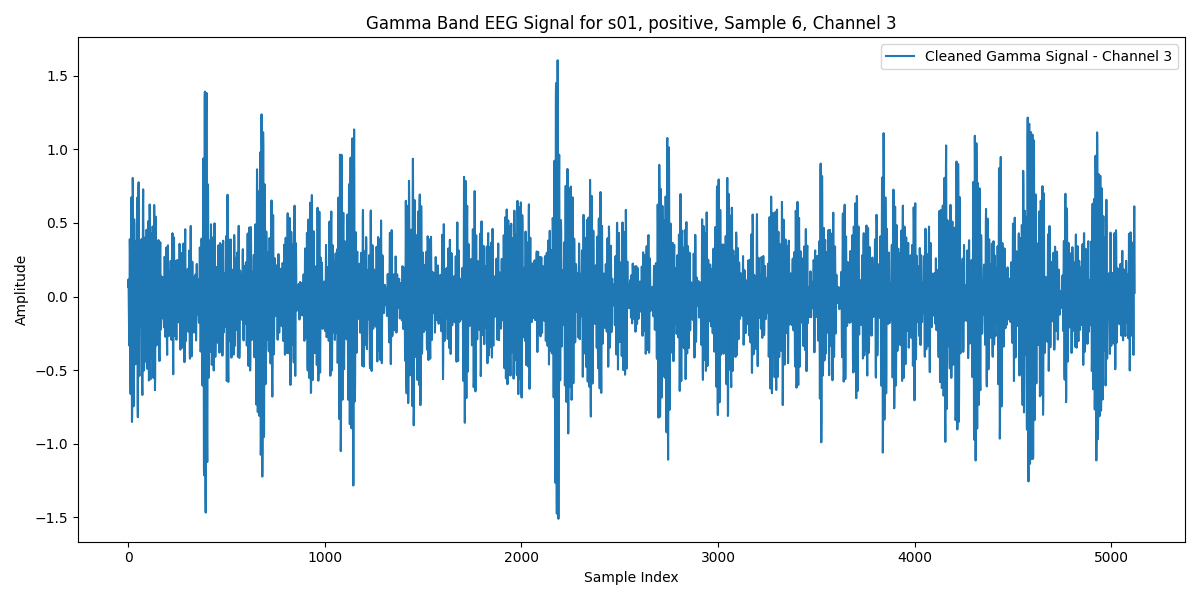 Gamma Band EEG Signal for s01, positive, Sample 6, Channel 3
Cleaned Gamma Signal - Channel 3
Amplitude
1.5
1.0
0.5
0.0
−0.5
−1.0
−1.5
0 1000 2000 3000 4000 5000
Sample Index